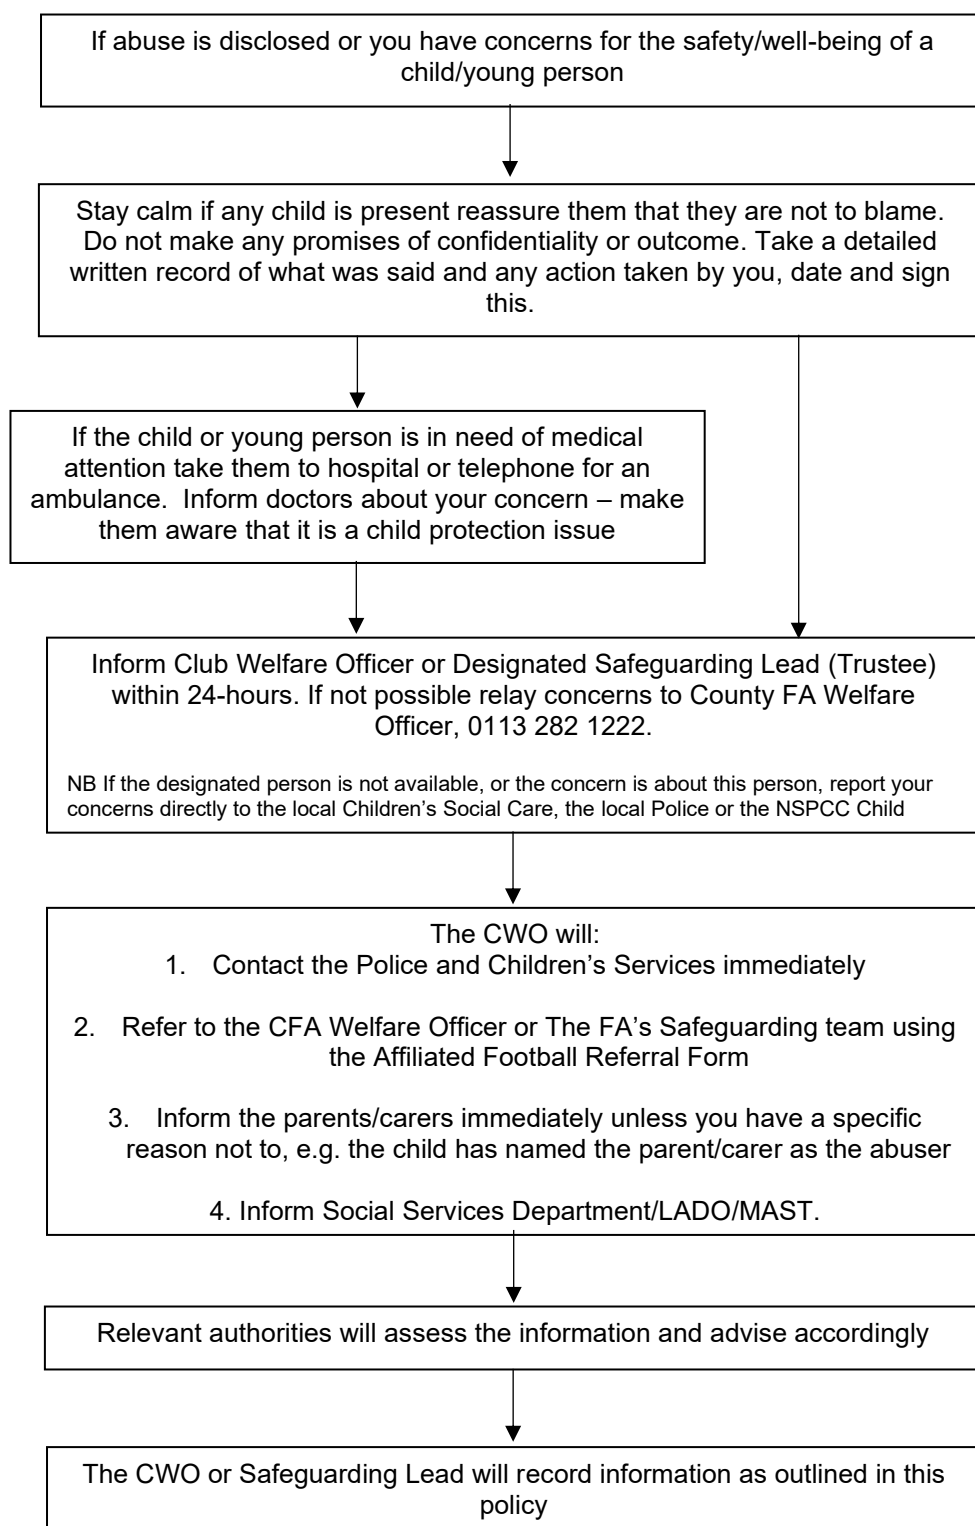 If abuse is disclosed or you have concerns for the safety/well-being of a
child/young person
Stay calm if any child is present reassure them that they are not to blame.
Do not make any promises of confidentiality or outcome. Take a detailed
written record of what was said and any action taken by you, date and sign
this.
If the child or young person is in need of medical
attention take them to hospital or telephone for an
ambulance.  Inform doctors about your concern – make
them aware that it is a child protection issue
Inform Club Welfare Officer or Designated Safeguarding Lead (Trustee)
within 24-hours. If not possible relay concerns to County FA Welfare
Officer, 0113 282 1222.
NB If the designated person is not available, or the concern is about this person, report your
concerns directly to the local Children’s Social Care, the local Police or the NSPCC Child
The CWO will:
1. Contact the Police and Children’s Services immediately
2. Refer to the CFA Welfare Officer or The FA’s Safeguarding team using
the Affiliated Football Referral Form
3. Inform the parents/carers immediately unless you have a specific
reason not to, e.g. the child has named the parent/carer as the abuser
4. Inform Social Services Department/LADO/MAST.
Relevant authorities will assess the information and advise accordingly
The CWO or Safeguarding Lead will record information as outlined in this
policy